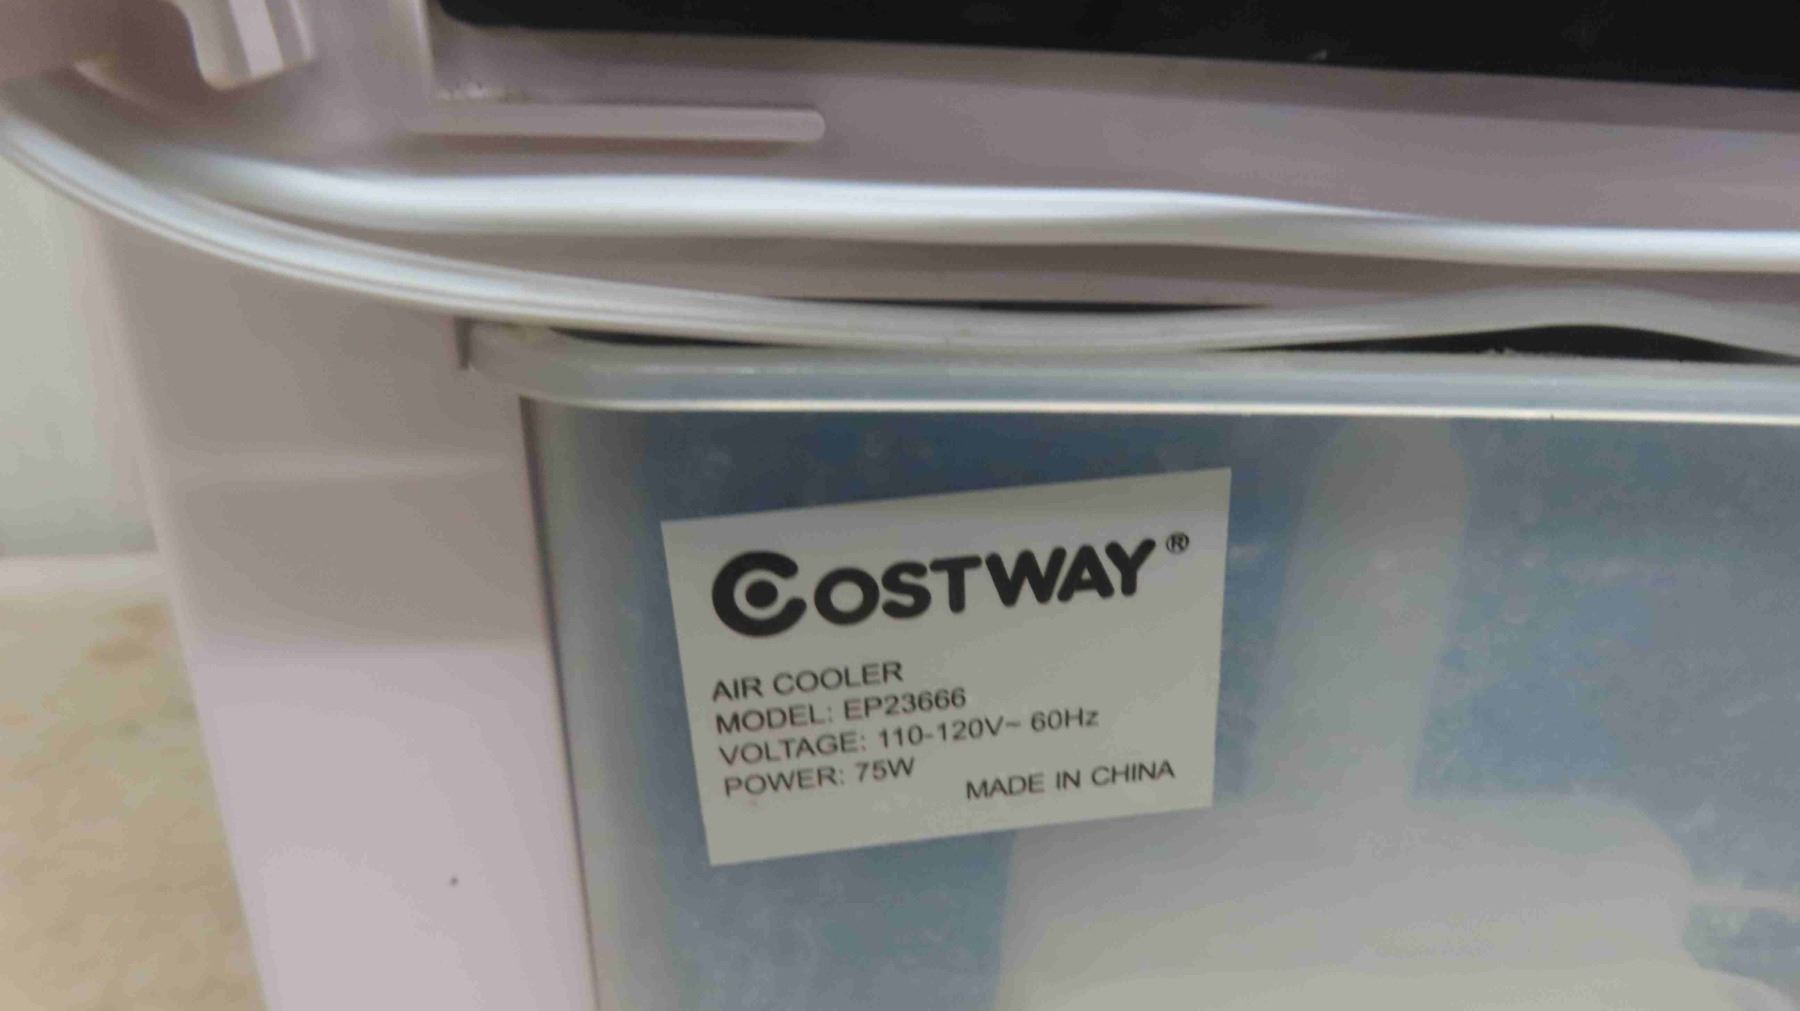 COSTWAY®
AIR COOLER
MODEL: EP23666
VOLTAGE: 110-120V~ 60Hz
POWER: 75W
MADE IN CHINA